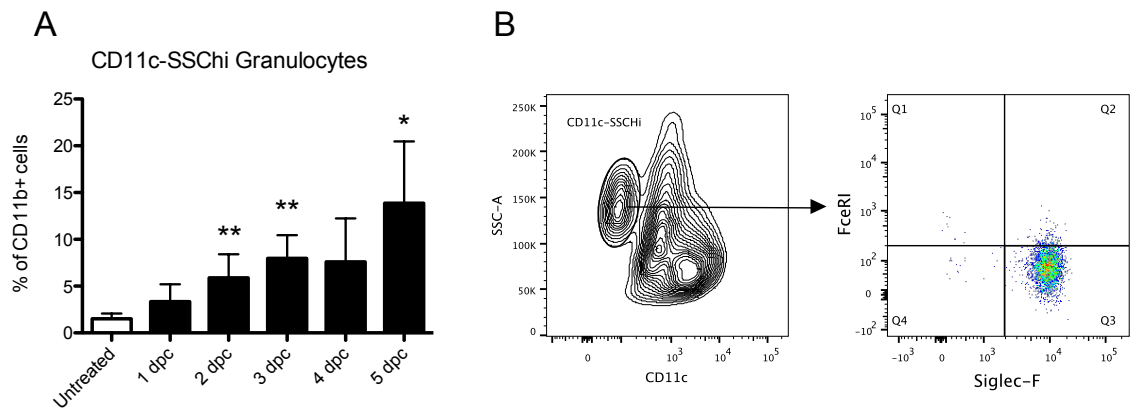 A
CD11c-SSChi Granulocytes
% of CD11b+ cells
25
20
15
10
5
0
**
**
*
Untreated
1 dpc
2 dpc
3 dpc
4 dpc
5 dpc
B
CD11c-SSCHi
SSC-A
250K
200K
150K
100K
50K
0
0
10³
10⁴
10⁵
CD11c
Q1
Q2
Q4
Q3
FceRI
10⁵
10⁴
10³
10²
0
-10²
-10³
0
10³
10⁴
10⁵
Siglec-F